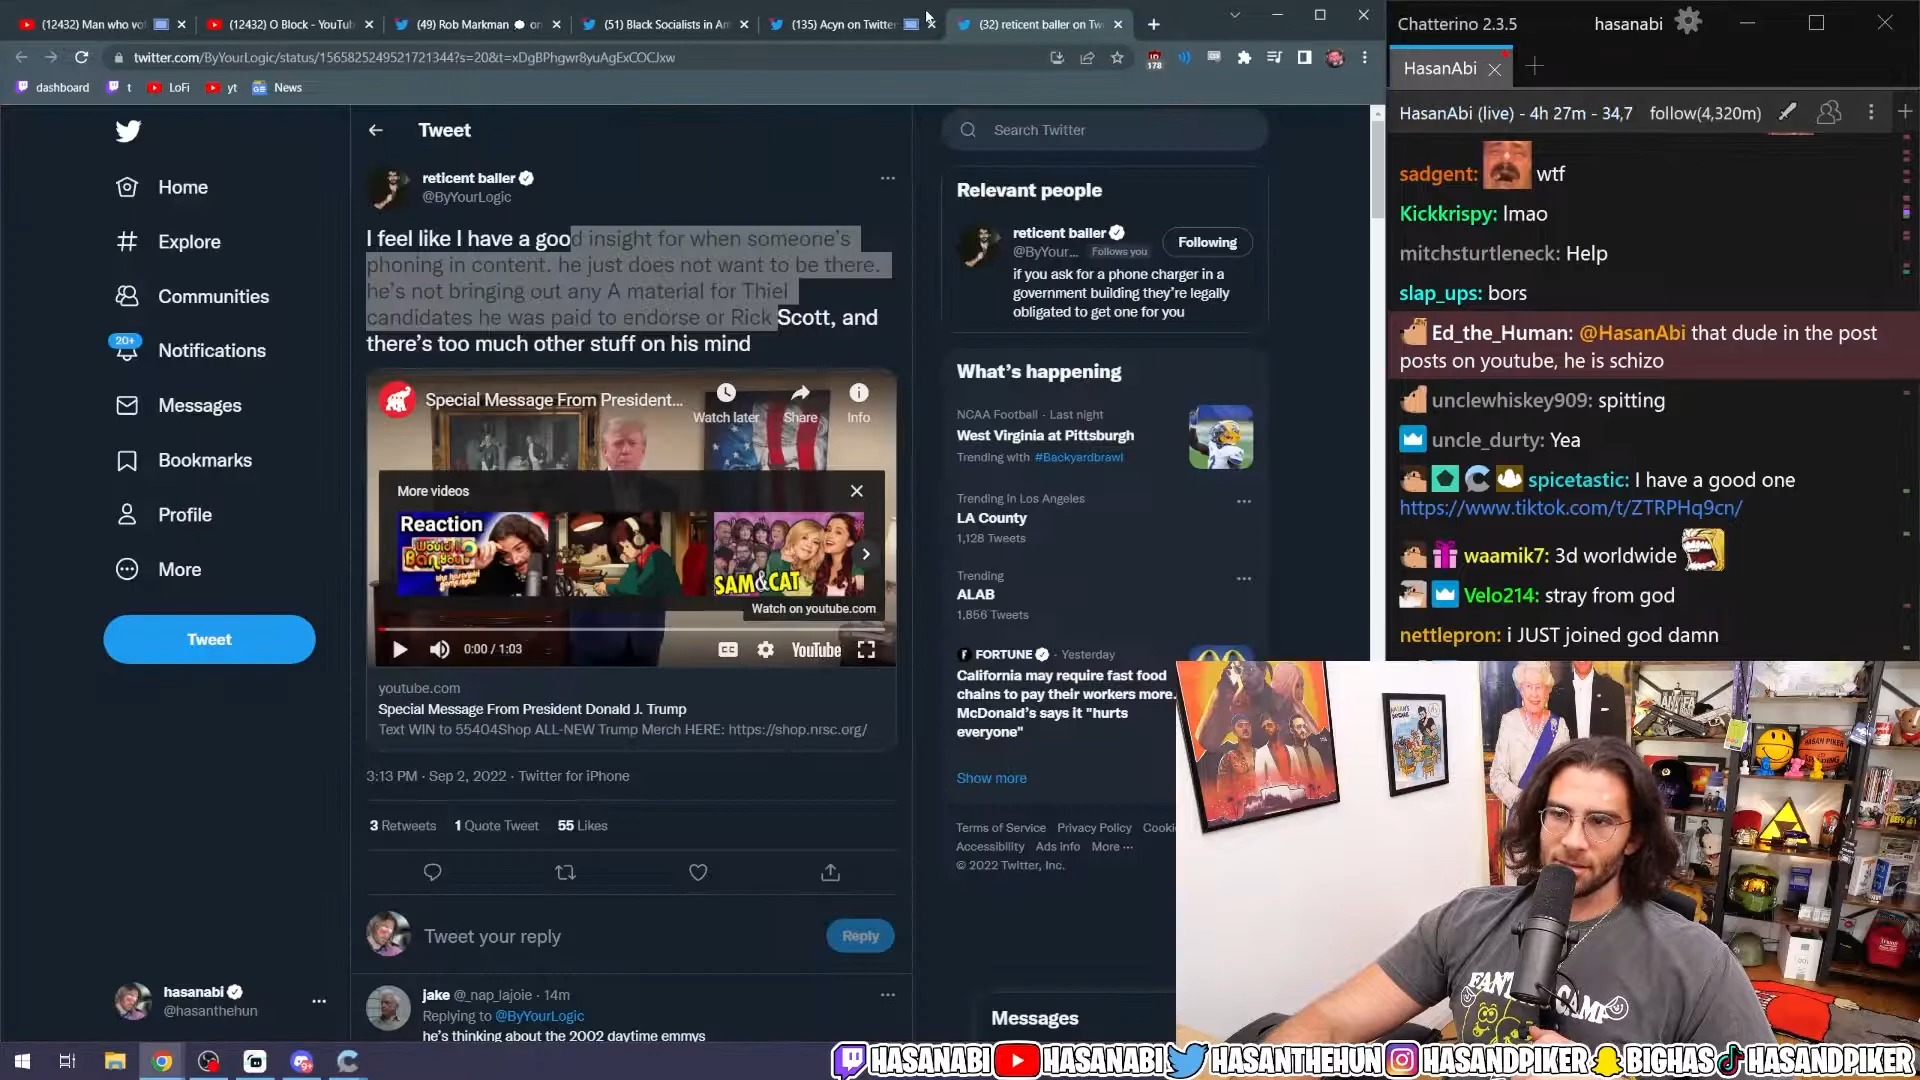 (12432) Man who vo
(12432) O Block - YouTub
(49) Rob Markman
on
(51) Black Socialists in Am
(135) Acyn on Twitter
(32) reticent baller on Tw
twitter.com/ByYourLogic/status/1565825249521721344?s=20&t=xDgBPhgwr8yuAgExCOCJxw
178
dashboard
t
LoFi
yt
News
Home
Explore
Communities
20+
Notifications
Messages
Bookmarks
Profile
More
Tweet
hasanabi
@hasanthehun
Tweet
reticent baller
@ByYourLogic
I feel like I have a good insight for when someone's
phoning in content. he just does not want to be there.
he's not bringing out any A material for Thiel
candidates he was paid to endorse or Rick Scott, and
there's too much other stuff on his mind
Special Message From President...
Watch later
Share
Info
More videos
Reaction
Would I
Ban you?
SAM&CAT
Watch on youtube.com
0:00 / 1:03
CC
YouTube
youtube.com
Special Message From President Donald J. Trump
Text WIN to 55404Shop ALL-NEW Trump Merch HERE: https://shop.nrsc.org/
3:13 PM · Sep 2, 2022 · Twitter for iPhone
3 Retweets 1 Quote Tweet 55 Likes
Tweet your reply
Reply
jake @_nap_lajoie · 14m
Replying to @ByYourLogic
he's thinking about the 2002 daytime emmys
Search Twitter
Relevant people
reticent baller
@ByYour...
Follows you
Following
if you ask for a phone charger in a
government building they're legally
obligated to get one for you
What's happening
NCAA Football · Last night
West Virginia at Pittsburgh
Trending with #Backyardbrawl
Trending in Los Angeles
LA County
1,128 Tweets
Trending
ALAB
1,856 Tweets
FORTUNE · Yesterday
California may require fast food
chains to pay their workers more.
McDonald's says it "hurts
everyone"
Show more
Terms of Service Privacy Policy Cookie
Accessibility Ads info More ···
© 2022 Twitter, Inc.
Messages
Chatterino 2.3.5
hasanabi
HasanAbi
HasanAbi (live) - 4h 27m - 34,7
follow(4,320m)
sadgent: wtf
Kickkrispy: lmao
mitchsturtleneck: Help
slap_ups: bors
Ed_the_Human: @HasanAbi that dude in the post
posts on youtube, he is schizo
unclewhiskey909: spitting
uncle_durty: Yea
spicetastic: I have a good one
https://www.tiktok.com/t/ZTRPHq9cn/
waamik7: 3d worldwide
Velo214: stray from god
nettlepron: i JUST joined god damn
HASAN PIKER
HASANABI
HASANABI
HASANTHEHUN
HASANDPIKER
BIGHAS
HASANDPIKER